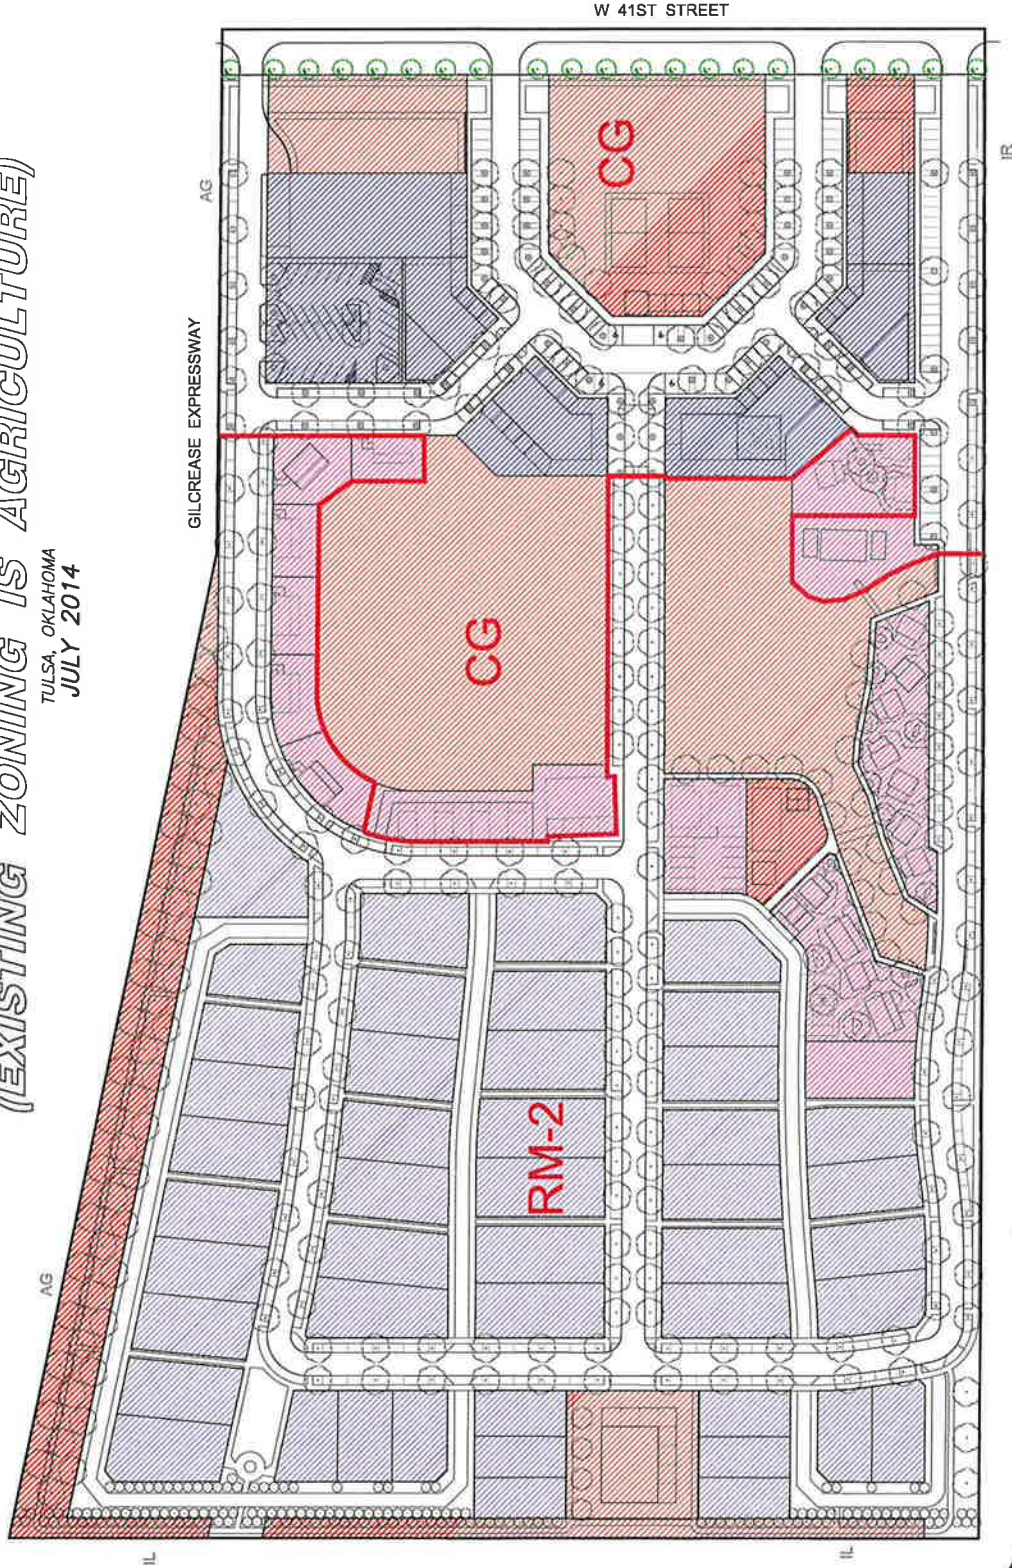 W 41ST STREET
(EXISTING ZONING IS AGRICULTURE)
TULSA, OKLAHOMA
JULY 2014
AG
GILCREASE EXPRESSWAY
CG
IR
CG
RM-2
AG
IL
IL